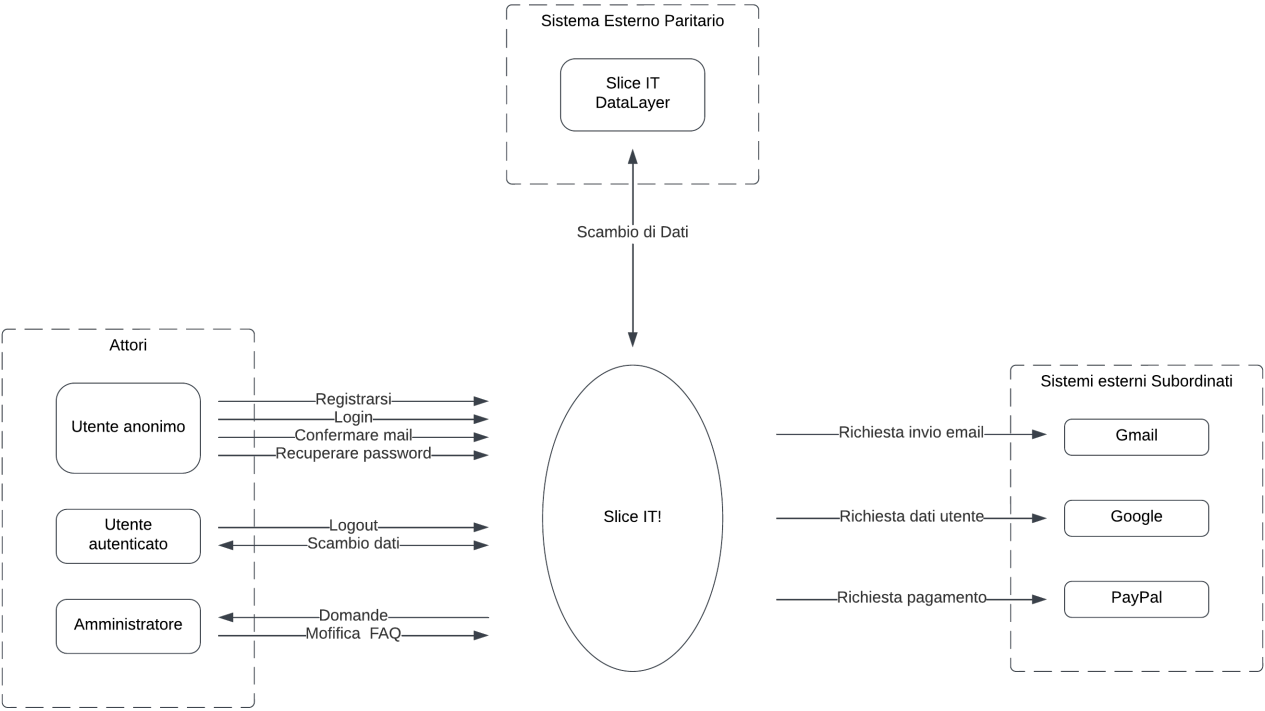 Sistema Esterno Paritario
Slice IT
DataLayer
Scambio di Dati
Attori
Utente anonimo
Registrarsi
Login
Confermare mail
Recuperare password
Utente
autenticato
Logout
Scambio dati
Amministratore
Domande
Mofifica  FAQ
Slice IT!
Sistemi esterni Subordinati
Richiesta invio email
Gmail
Richiesta dati utente
Google
Richiesta pagamento
PayPal